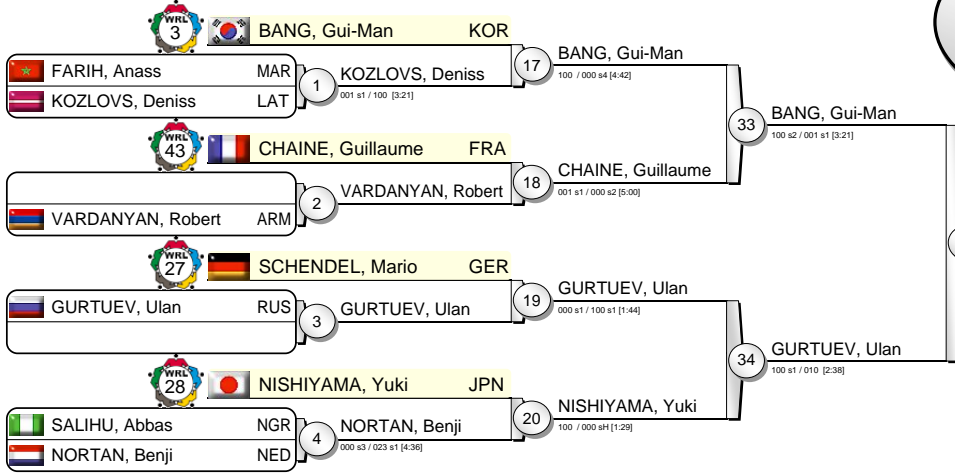 WRL
3
BANG, Gui-Man KOR
FARIH, Anass MAR
KOZLOVS, Deniss LAT
1
KOZLOVS, Deniss
001 s1 / 100 [3:21]
17
BANG, Gui-Man
100 / 000 s4 [4:42]
WRL
43
CHAINE, Guillaume FRA
VARDANYAN, Robert ARM
2
VARDANYAN, Robert
18
CHAINE, Guillaume
001 s1 / 000 s2 [5:00]
33
BANG, Gui-Man
100 s2 / 001 s1 [3:21]
WRL
27
SCHENDEL, Mario GER
GURTUEV, Ulan RUS
3
GURTUEV, Ulan
19
GURTUEV, Ulan
000 s1 / 100 s1 [1:44]
WRL
28
NISHIYAMA, Yuki JPN
SALIHU, Abbas NGR
NORTAN, Benji NED
4
NORTAN, Benji
000 s3 / 023 s1 [4:36]
20
NISHIYAMA, Yuki
100 / 000 sH [1:29]
34
GURTUEV, Ulan
100 s1 / 010 [2:38]